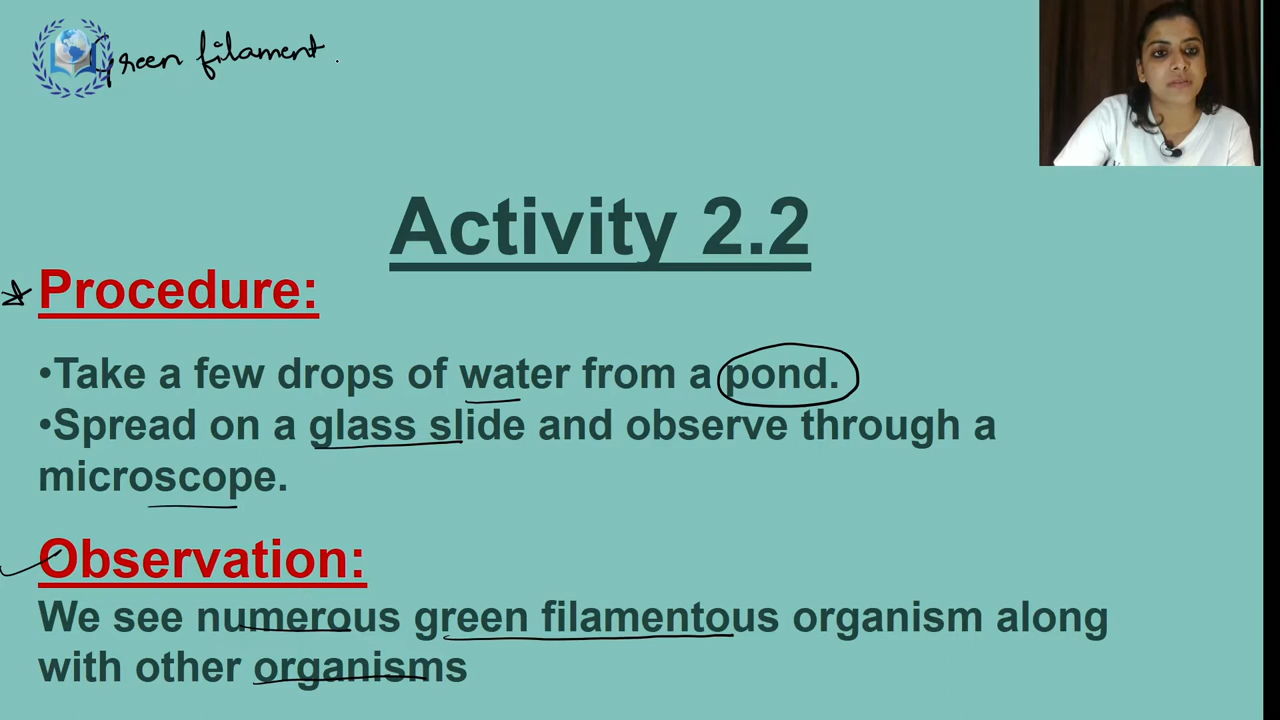 Green filament.
Activity 2.2
Procedure:
•Take a few drops of water from a pond.
•Spread on a glass slide and observe through a
microscope.
Observation:
We see numerous green filamentous organism along
with other organisms